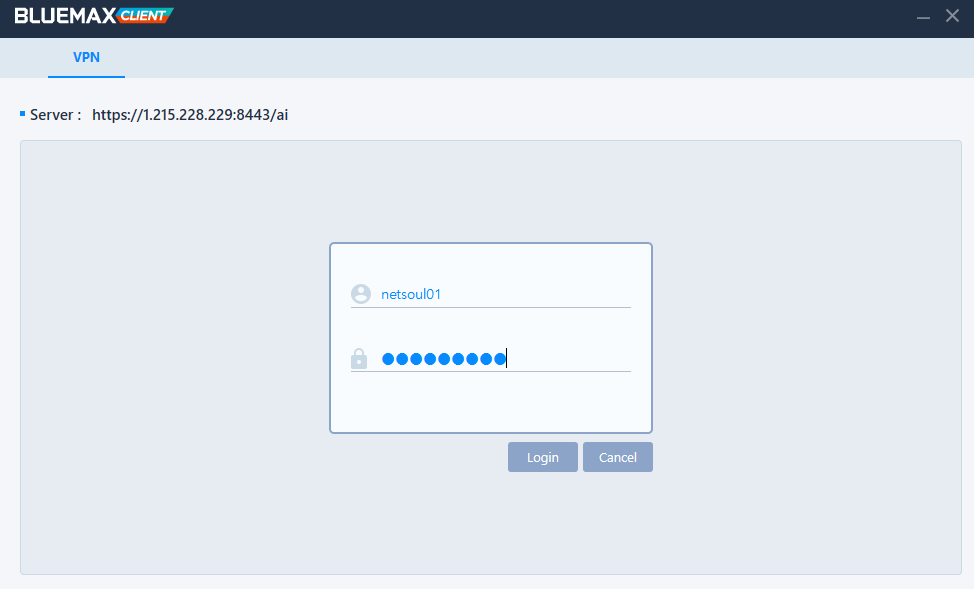 BLUEMAX CLIENT
VPN
Server : https://1.215.228.229:8443/ai
netsoul01
●●●●●●●●●
Login Cancel